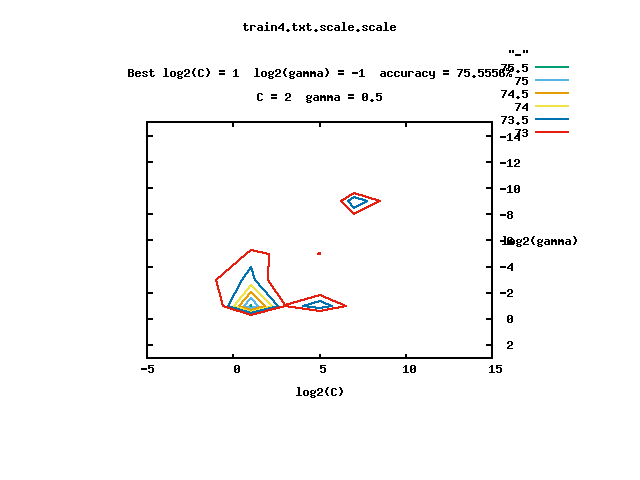 train4.txt.scale.scale
"-"
Best log2(C) = 1 log2(gamma) = -1 accuracy = 75.5556%
75.5
75
C = 2 gamma = 0.5
74.5
74
73.5
73
-14
-12
-10
-8
-6
log2(gamma)
-4
-2
0
2
-5 0 5 10 15
log2(C)